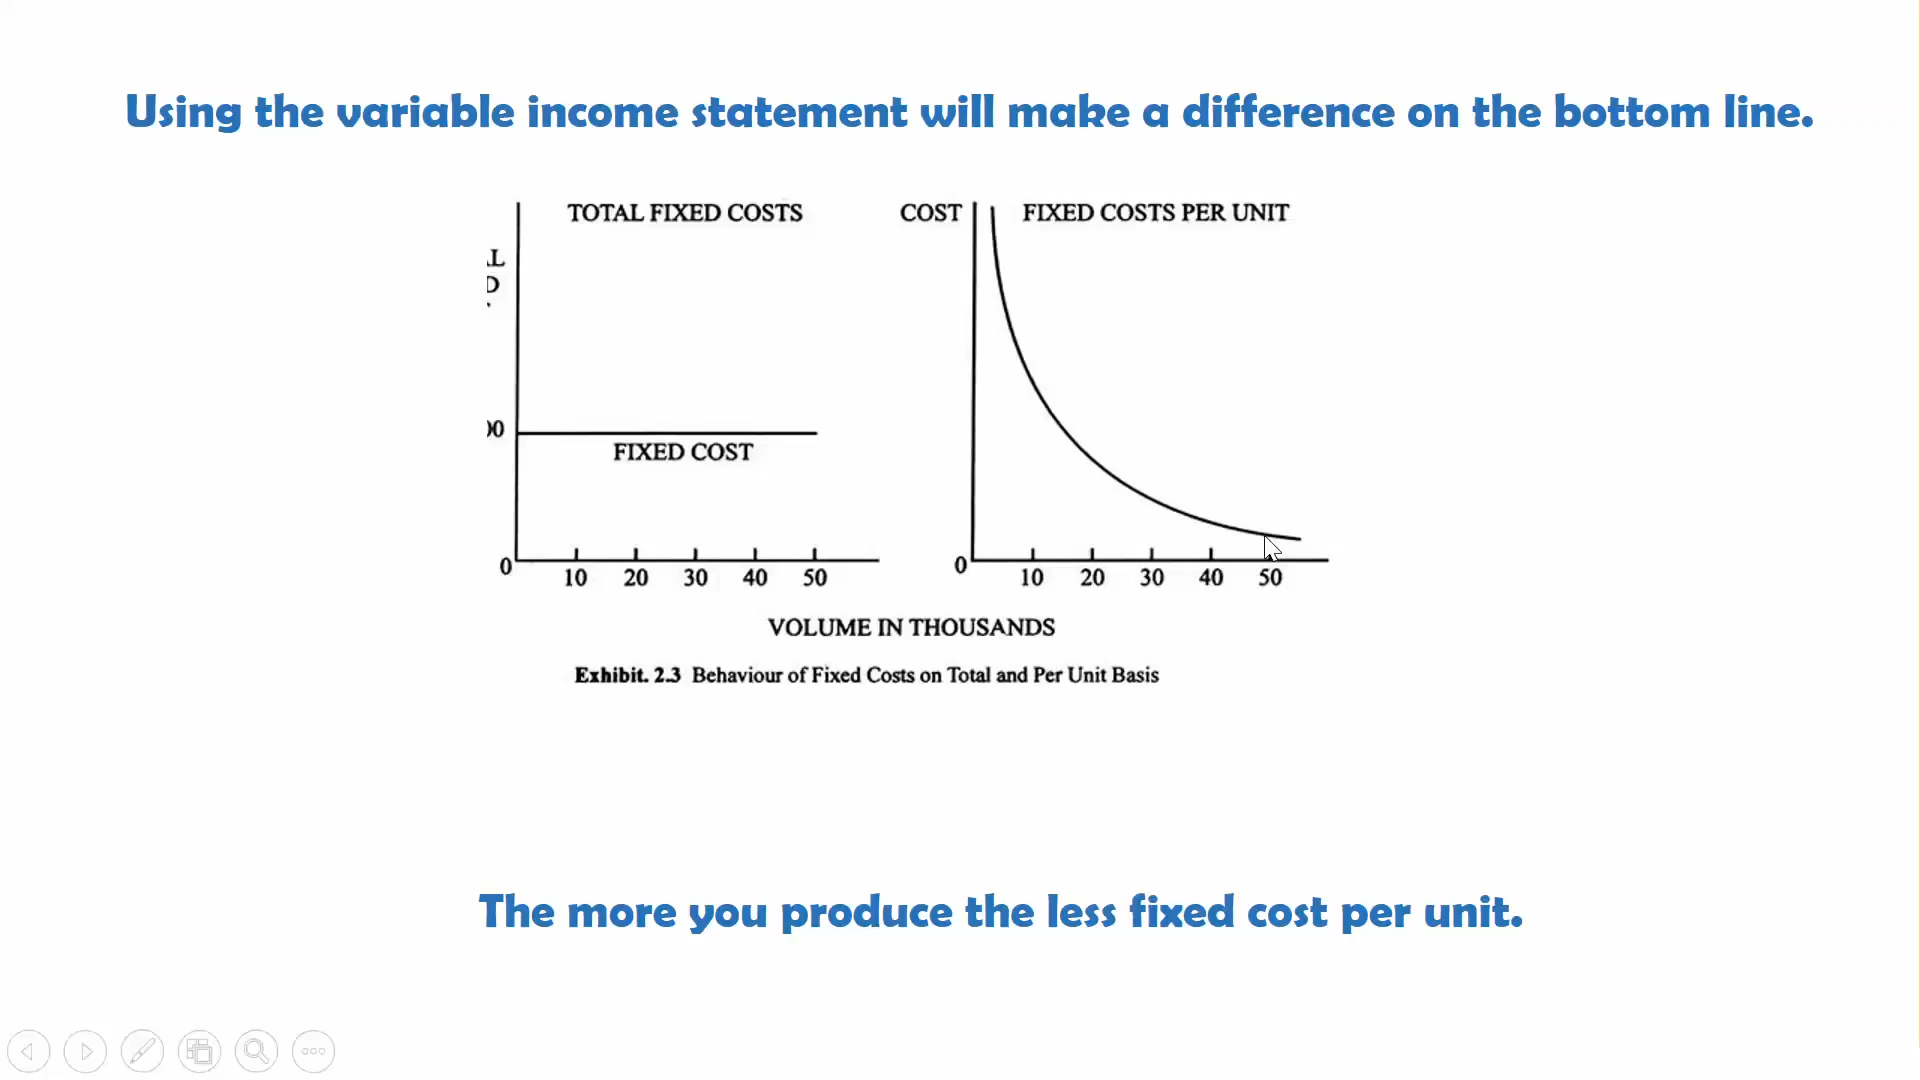 Using the variable income statement will make a difference on the bottom line.
TOTAL FIXED COSTS
COST
FIXED COSTS PER UNIT
FIXED COST
0 10 20 30 40 50
0 10 20 30 40 50
VOLUME IN THOUSANDS
Exhibit. 2.3 Behaviour of Fixed Costs on Total and Per Unit Basis
The more you produce the less fixed cost per unit.